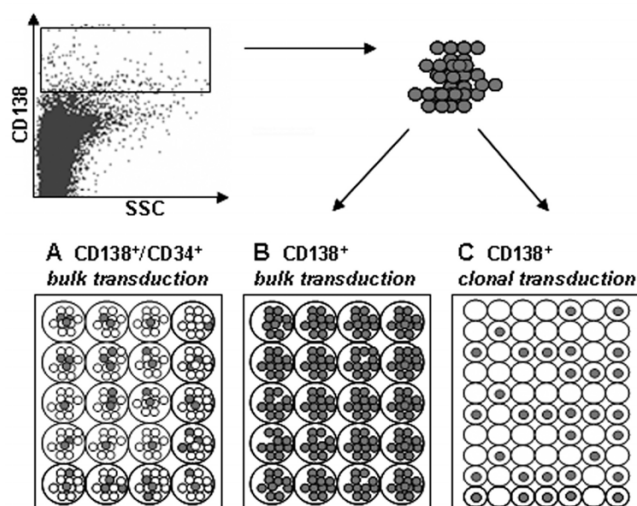 CD138
SSC
A CD138⁺/CD34⁺
bulk transduction
B CD138⁺
bulk transduction
C CD138⁺
clonal transduction